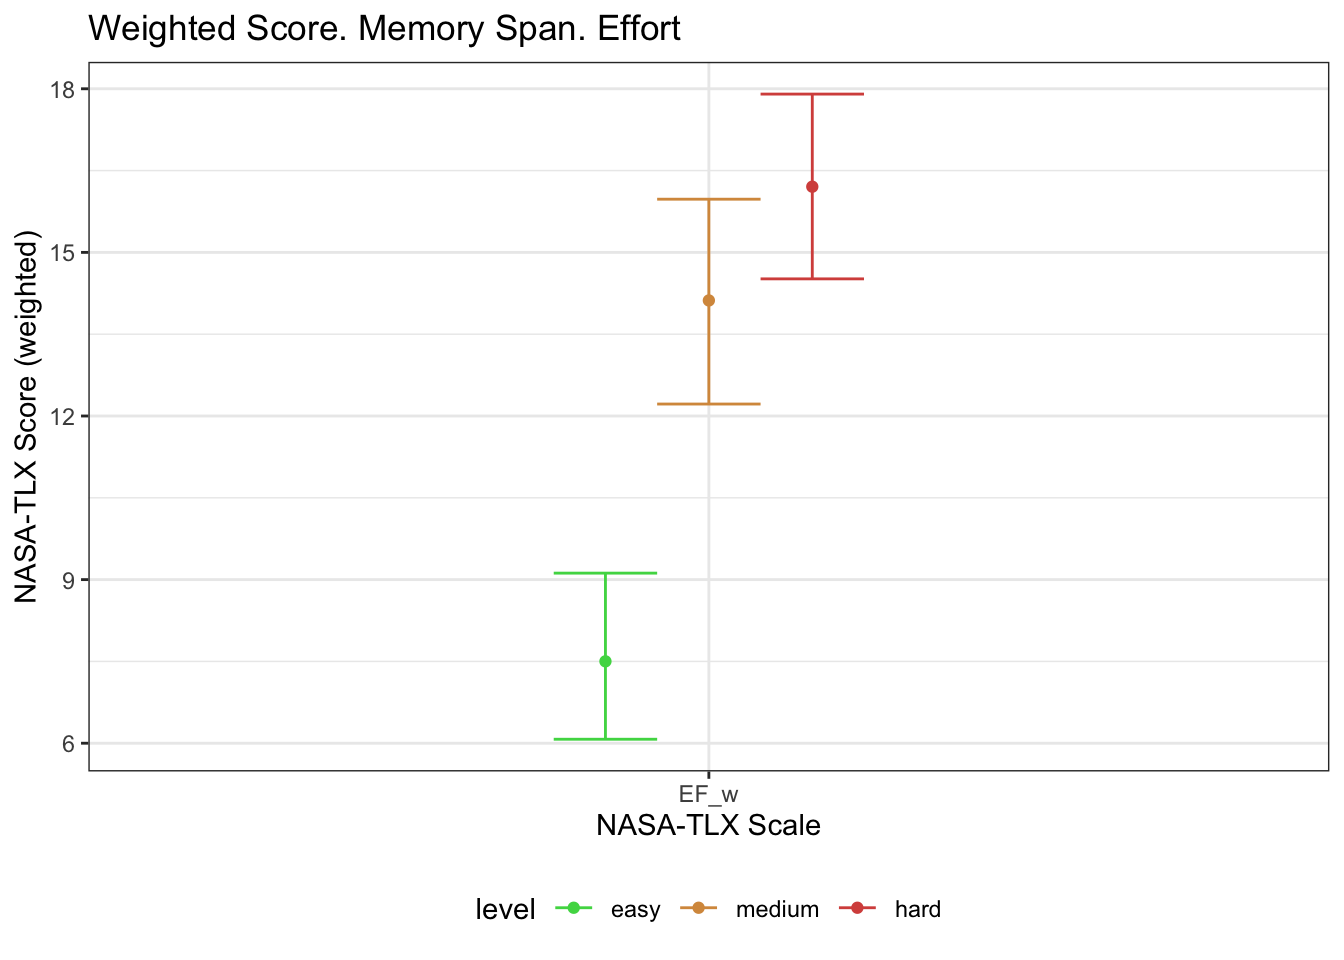 Weighted Score. Memory Span. Effort
NASA-TLX Score (weighted)
18
15
12
9
6
EF_w
NASA-TLX Scale
level easy medium hard